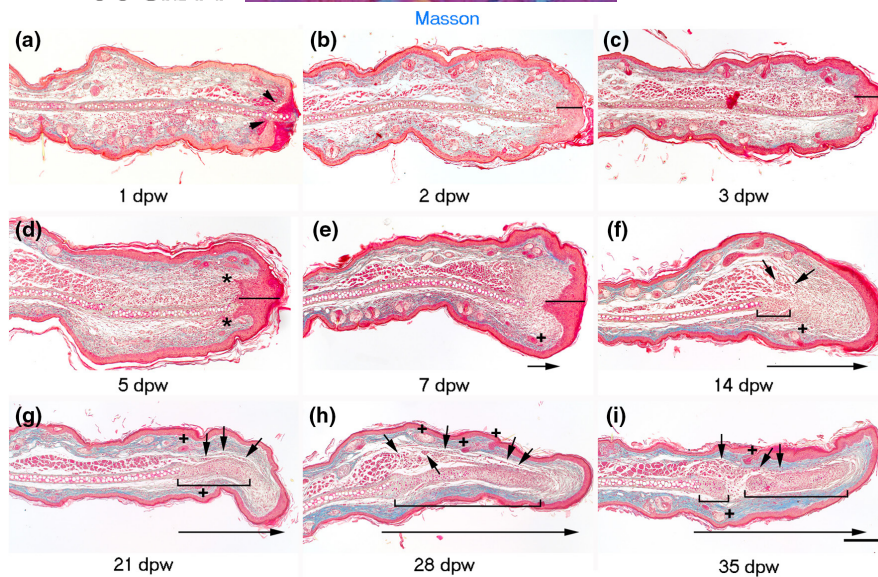 Masson
(a) (b) (c)
1 dpw 2 dpw 3 dpw
(d) (e) (f)
* * + +
5 dpw 7 dpw 14 dpw
(g) (h) (i)
+ + + + + + +
21 dpw 28 dpw 35 dpw